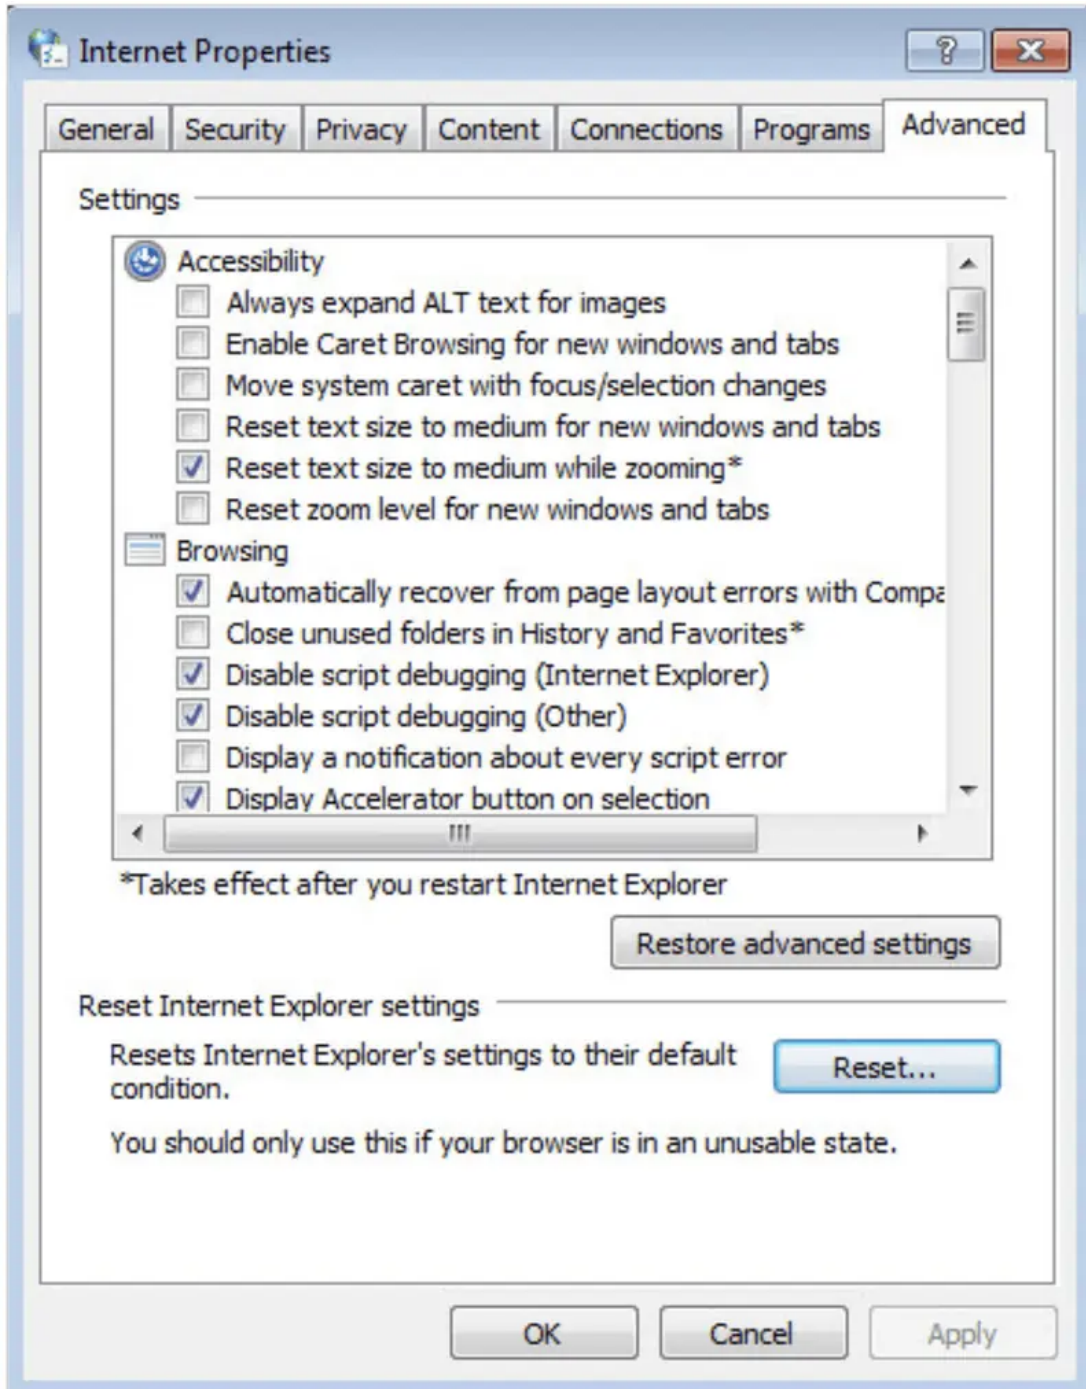 Internet Properties
General Security Privacy Content Connections Programs Advanced
Settings
Accessibility
Always expand ALT text for images
Enable Caret Browsing for new windows and tabs
Move system caret with focus/selection changes
Reset text size to medium for new windows and tabs
Reset text size to medium while zooming*
Reset zoom level for new windows and tabs
Browsing
Automatically recover from page layout errors with Compa
Close unused folders in History and Favorites*
Disable script debugging (Internet Explorer)
Disable script debugging (Other)
Display a notification about every script error
Display Accelerator button on selection
*Takes effect after you restart Internet Explorer
Restore advanced settings
Reset Internet Explorer settings
Resets Internet Explorer's settings to their default
condition.
Reset...
You should only use this if your browser is in an unusable state.
OK Cancel Apply